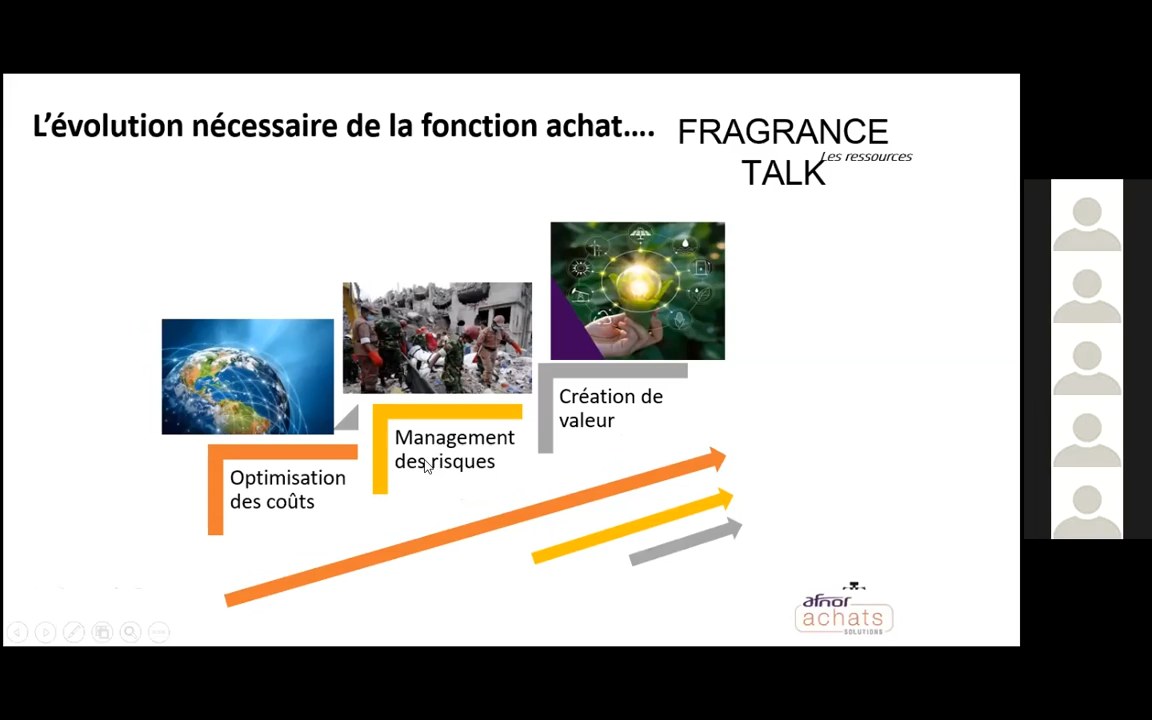 L'évolution nécessaire de la fonction achat....
FRAGRANCE
TALK
Les ressources
Création de
valeur
Management
des risques
Optimisation
des coûts
afnor
achats
SOLUTIONS